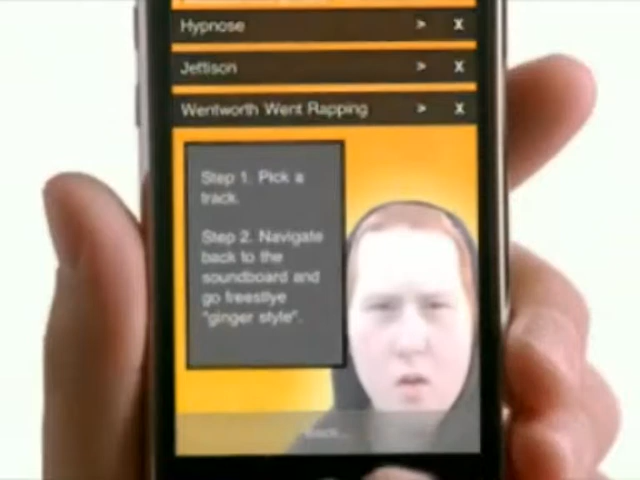 Hypnose > X
Jettison > X
Wentworth Went Rapping > X
Step 1. Pick a
track.
Step 2. Navigate
back to the
soundboard and
go freestlye
"ginger style".